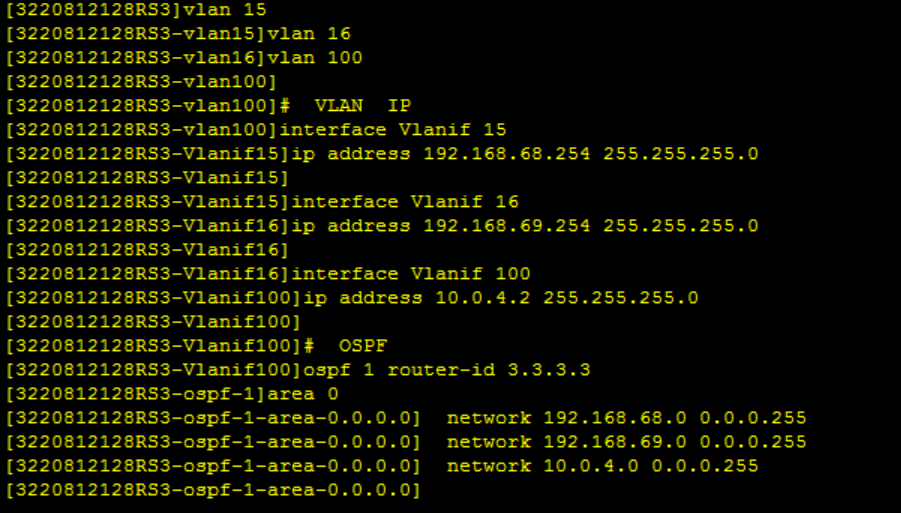 [3220812128RS3]vlan 15
[3220812128RS3-vlan15]vlan 16
[3220812128RS3-vlan16]vlan 100
[3220812128RS3-vlan100]
[3220812128RS3-vlan100]#  VLAN  IP
[3220812128RS3-vlan100]interface Vlanif 15
[3220812128RS3-Vlanif15]ip address 192.168.68.254 255.255.255.0
[3220812128RS3-Vlanif15]
[3220812128RS3-Vlanif15]interface Vlanif 16
[3220812128RS3-Vlanif16]ip address 192.168.69.254 255.255.255.0
[3220812128RS3-Vlanif16]
[3220812128RS3-Vlanif16]interface Vlanif 100
[3220812128RS3-Vlanif100]ip address 10.0.4.2 255.255.255.0
[3220812128RS3-Vlanif100]
[3220812128RS3-Vlanif100]#  OSPF
[3220812128RS3-Vlanif100]ospf 1 router-id 3.3.3.3
[3220812128RS3-ospf-1]area 0
[3220812128RS3-ospf-1-area-0.0.0.0]  network 192.168.68.0 0.0.0.255
[3220812128RS3-ospf-1-area-0.0.0.0]  network 192.168.69.0 0.0.0.255
[3220812128RS3-ospf-1-area-0.0.0.0]  network 10.0.4.0 0.0.0.255
[3220812128RS3-ospf-1-area-0.0.0.0]